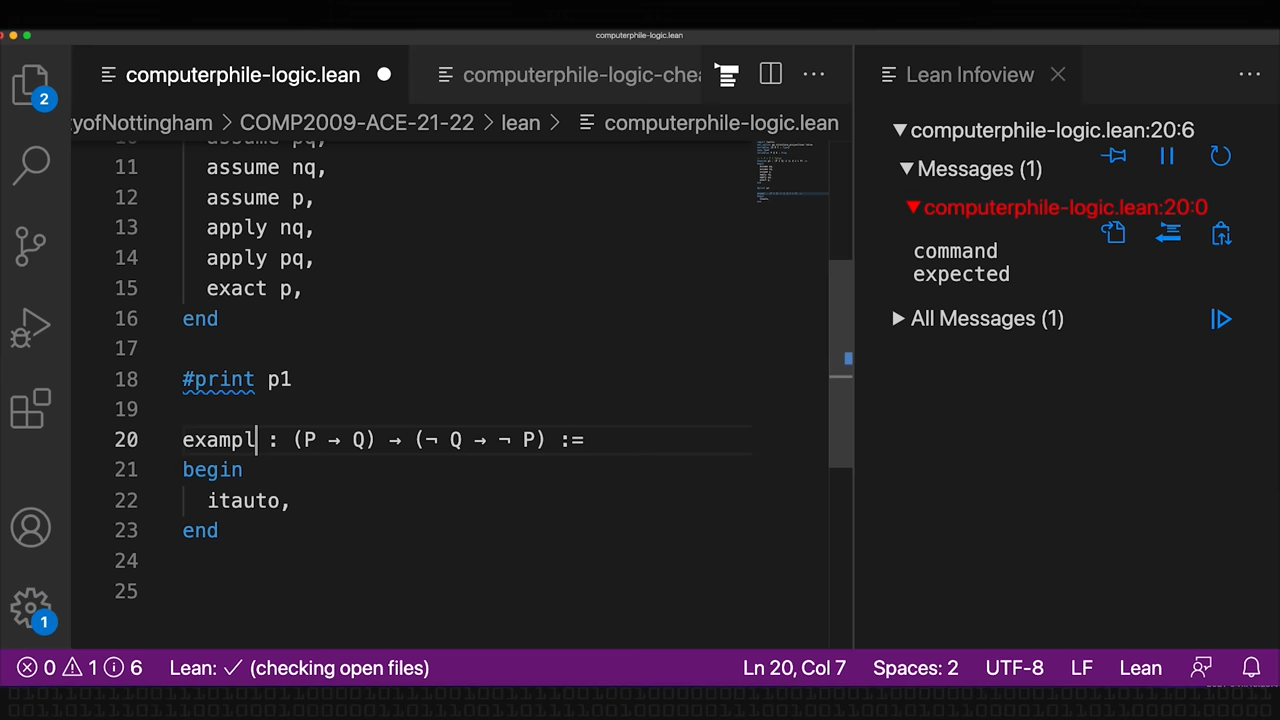 computerphile-logic.lean
computerphile-logic.lean
computerphile-logic-chea
Lean Infoview
2
yofNottingham > COMP2009-ACE-21-22 > lean > computerphile-logic.lean
computerphile-logic.lean:20:6
Messages (1)
computerphile-logic.lean:20:0
command
expected
All Messages (1)
11 assume nq,
12 assume p,
13 apply nq,
14 apply pq,
15 exact p,
16 end
17
18 #print p1
19
20 exampl : (P → Q) → (¬ Q → ¬ P) :=
21 begin
22 itauto,
23 end
24
25
1
0 1 6 Lean: ✓ (checking open files) Ln 20, Col 7 Spaces: 2 UTF-8 LF Lean